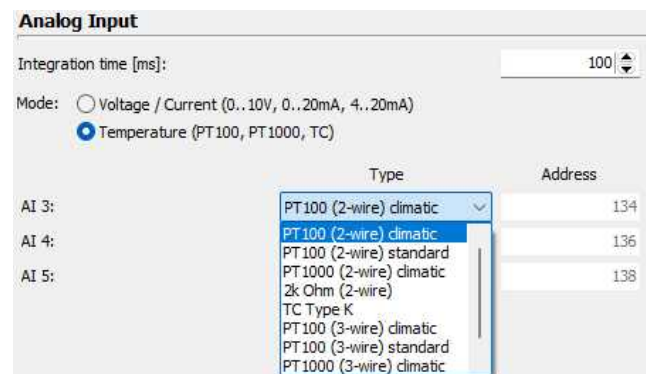 Analog Input
Integration time [ms]: 100
Mode: Voltage / Current (0..10V, 0..20mA, 4..20mA)
Temperature (PT100, PT1000, TC)
Type Address
AI 3: PT100 (2-wire) climatic 134
AI 4: PT100 (2-wire) climatic 136
PT100 (2-wire) standard
AI 5: PT1000 (2-wire) climatic 138
2k Ohm (2-wire)
TC Type K
PT100 (3-wire) climatic
PT100 (3-wire) standard
PT1000 (3-wire) climatic